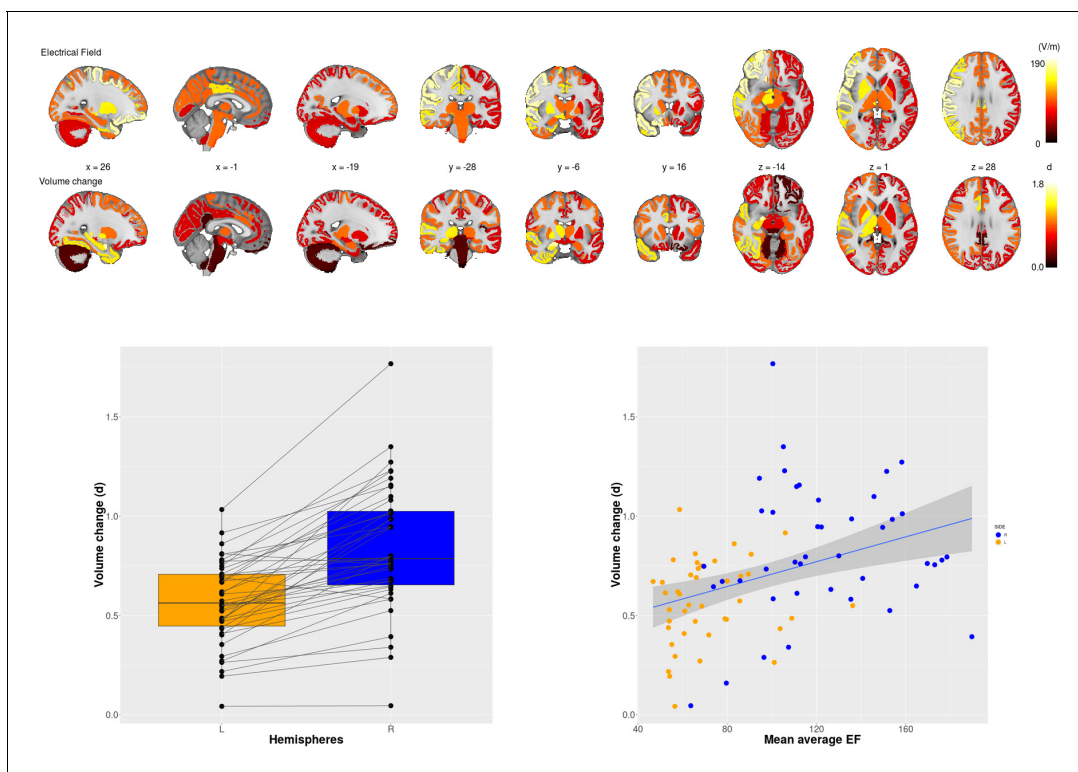 Electrical Field
(V/m)
190
0
x = 26 x = -1 x = -19 y = -28 y = -6 y = 16 z = -14 z = 1 z = 28 d
Volume change
1.8
0.0
1.5
1.0
0.5
0.0
Volume change (d)
L R
Hemispheres
1.5
1.0
0.5
0.0
Volume change (d)
40 80 120 160
Mean average EF
SIDE
R
L